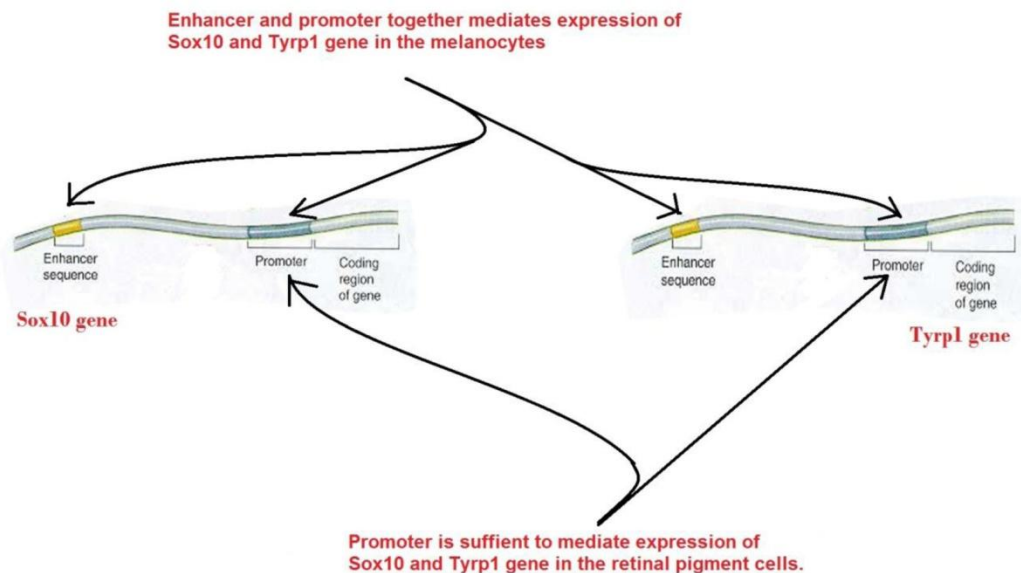 Enhancer and promoter together mediates expression of
Sox10 and Tyrp1 gene in the melanocytes
Enhancer
sequence
Promoter
Coding
region
of gene
Sox10 gene
Enhancer
sequence
Promoter
Coding
region
of gene
Tyrp1 gene
Promoter is suffient to mediate expression of
Sox10 and Tyrp1 gene in the retinal pigment cells.